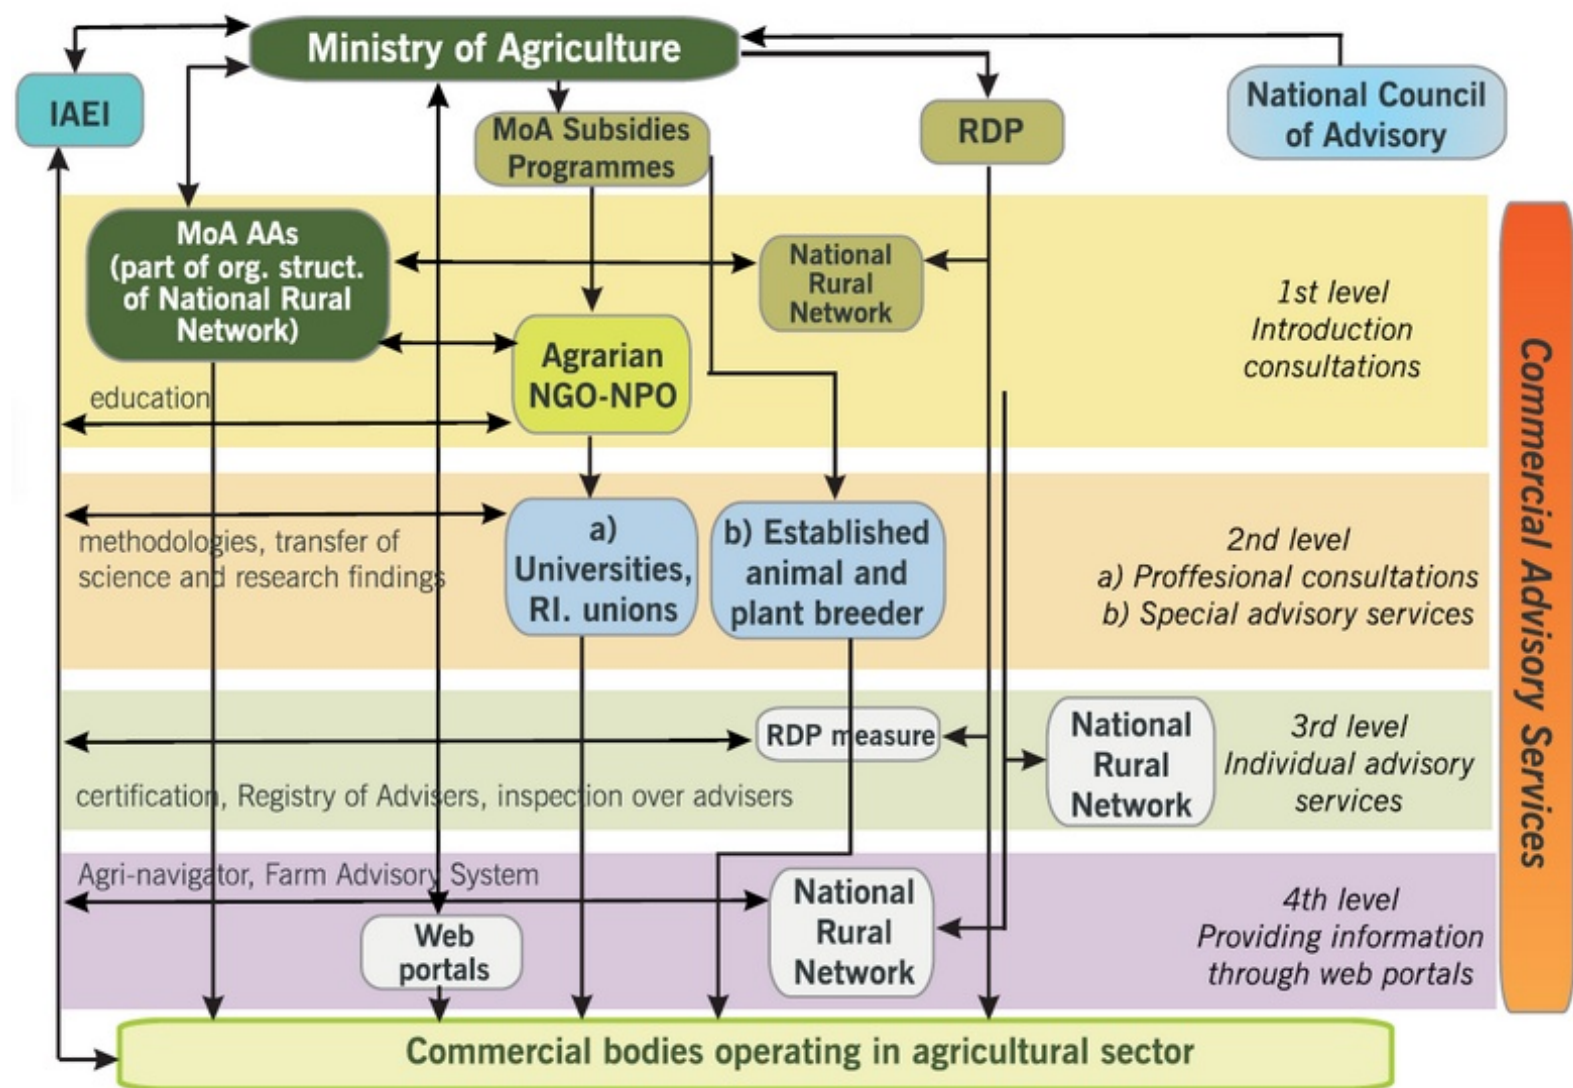 Ministry of Agriculture
IAEI
MoA Subsidies
Programmes
RDP
National Council
of Advisory
MoA AAs
(part of org. struct.
of National Rural
Network)
National
Rural
Network
1st level
Introduction
consultations
Agrarian
NGO-NPO
education
methodologies, transfer of
science and research findings
a)
Universities,
RI. unions
b) Established
animal and
plant breeder
2nd level
a) Proffesional consultations
b) Special advisory services
RDP measure
National
Rural
Network
3rd level
Individual advisory
services
certification, Registry of Advisers, inspection over advisers
Agri-navigator, Farm Advisory System
Web
portals
National
Rural
Network
4th level
Providing information
through web portals
Commercial Advisory Services
Commercial bodies operating in agricultural sector